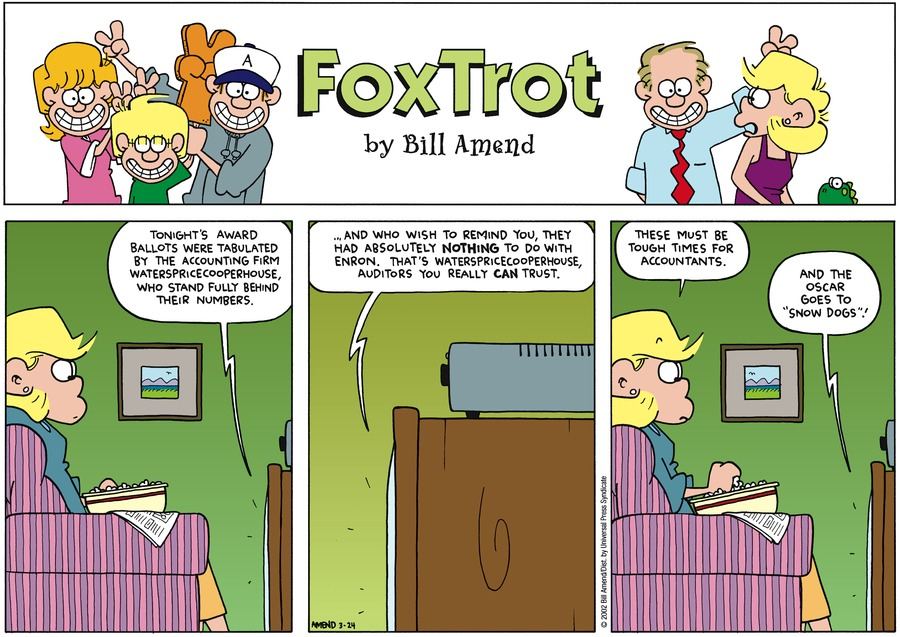 A
FoxTrot
by Bill Amend
TONIGHT'S AWARD
BALLOTS WERE TABULATED
BY THE ACCOUNTING FIRM
WATERSPRICECOOPERHOUSE,
WHO STAND FULLY BEHIND
THEIR NUMBERS.
...AND WHO WISH TO REMIND YOU, THEY
HAD ABSOLUTELY NOTHING TO DO WITH
ENRON. THAT'S WATERSPRICECOOPERHOUSE,
AUDITORS YOU REALLY CAN TRUST.
AMEND 3-24
THESE MUST BE
TOUGH TIMES FOR
ACCOUNTANTS.
AND THE
OSCAR
GOES TO
"SNOW DOGS"!
© 2002 Bill Amend/Dist. by Universal Press Syndicate